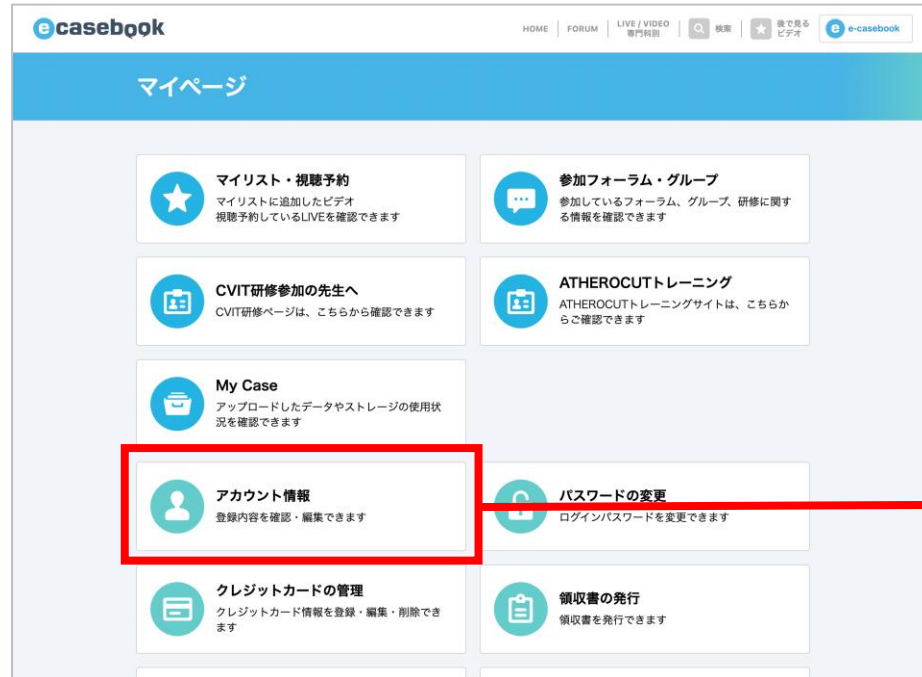 ecasebook
HOME
FORUM
LIVE / VIDEO
専門科別
検索
後で見る
ビデオ
e e-casebook
マイページ
マイリスト・視聴予約
マイリストに追加したビデオ
視聴予約しているLIVEを確認できます
参加フォーラム・グループ
参加しているフォーラム、グループ、研修に関す
る情報を確認できます
CVIT研修参加の先生へ
CVIT研修ページは、こちらから確認できます
ATHEROCUTトレーニング
ATHEROCUTトレーニングサイトは、こちらか
らご確認できます
My Case
アップロードしたデータやストレージの使用状
況を確認できます
アカウント情報
登録内容を確認・編集できます
パスワードの変更
ログインパスワードを変更できます
クレジットカードの管理
クレジットカード情報を登録・編集・削除でき
ます
領収書の発行
領収書を発行できます